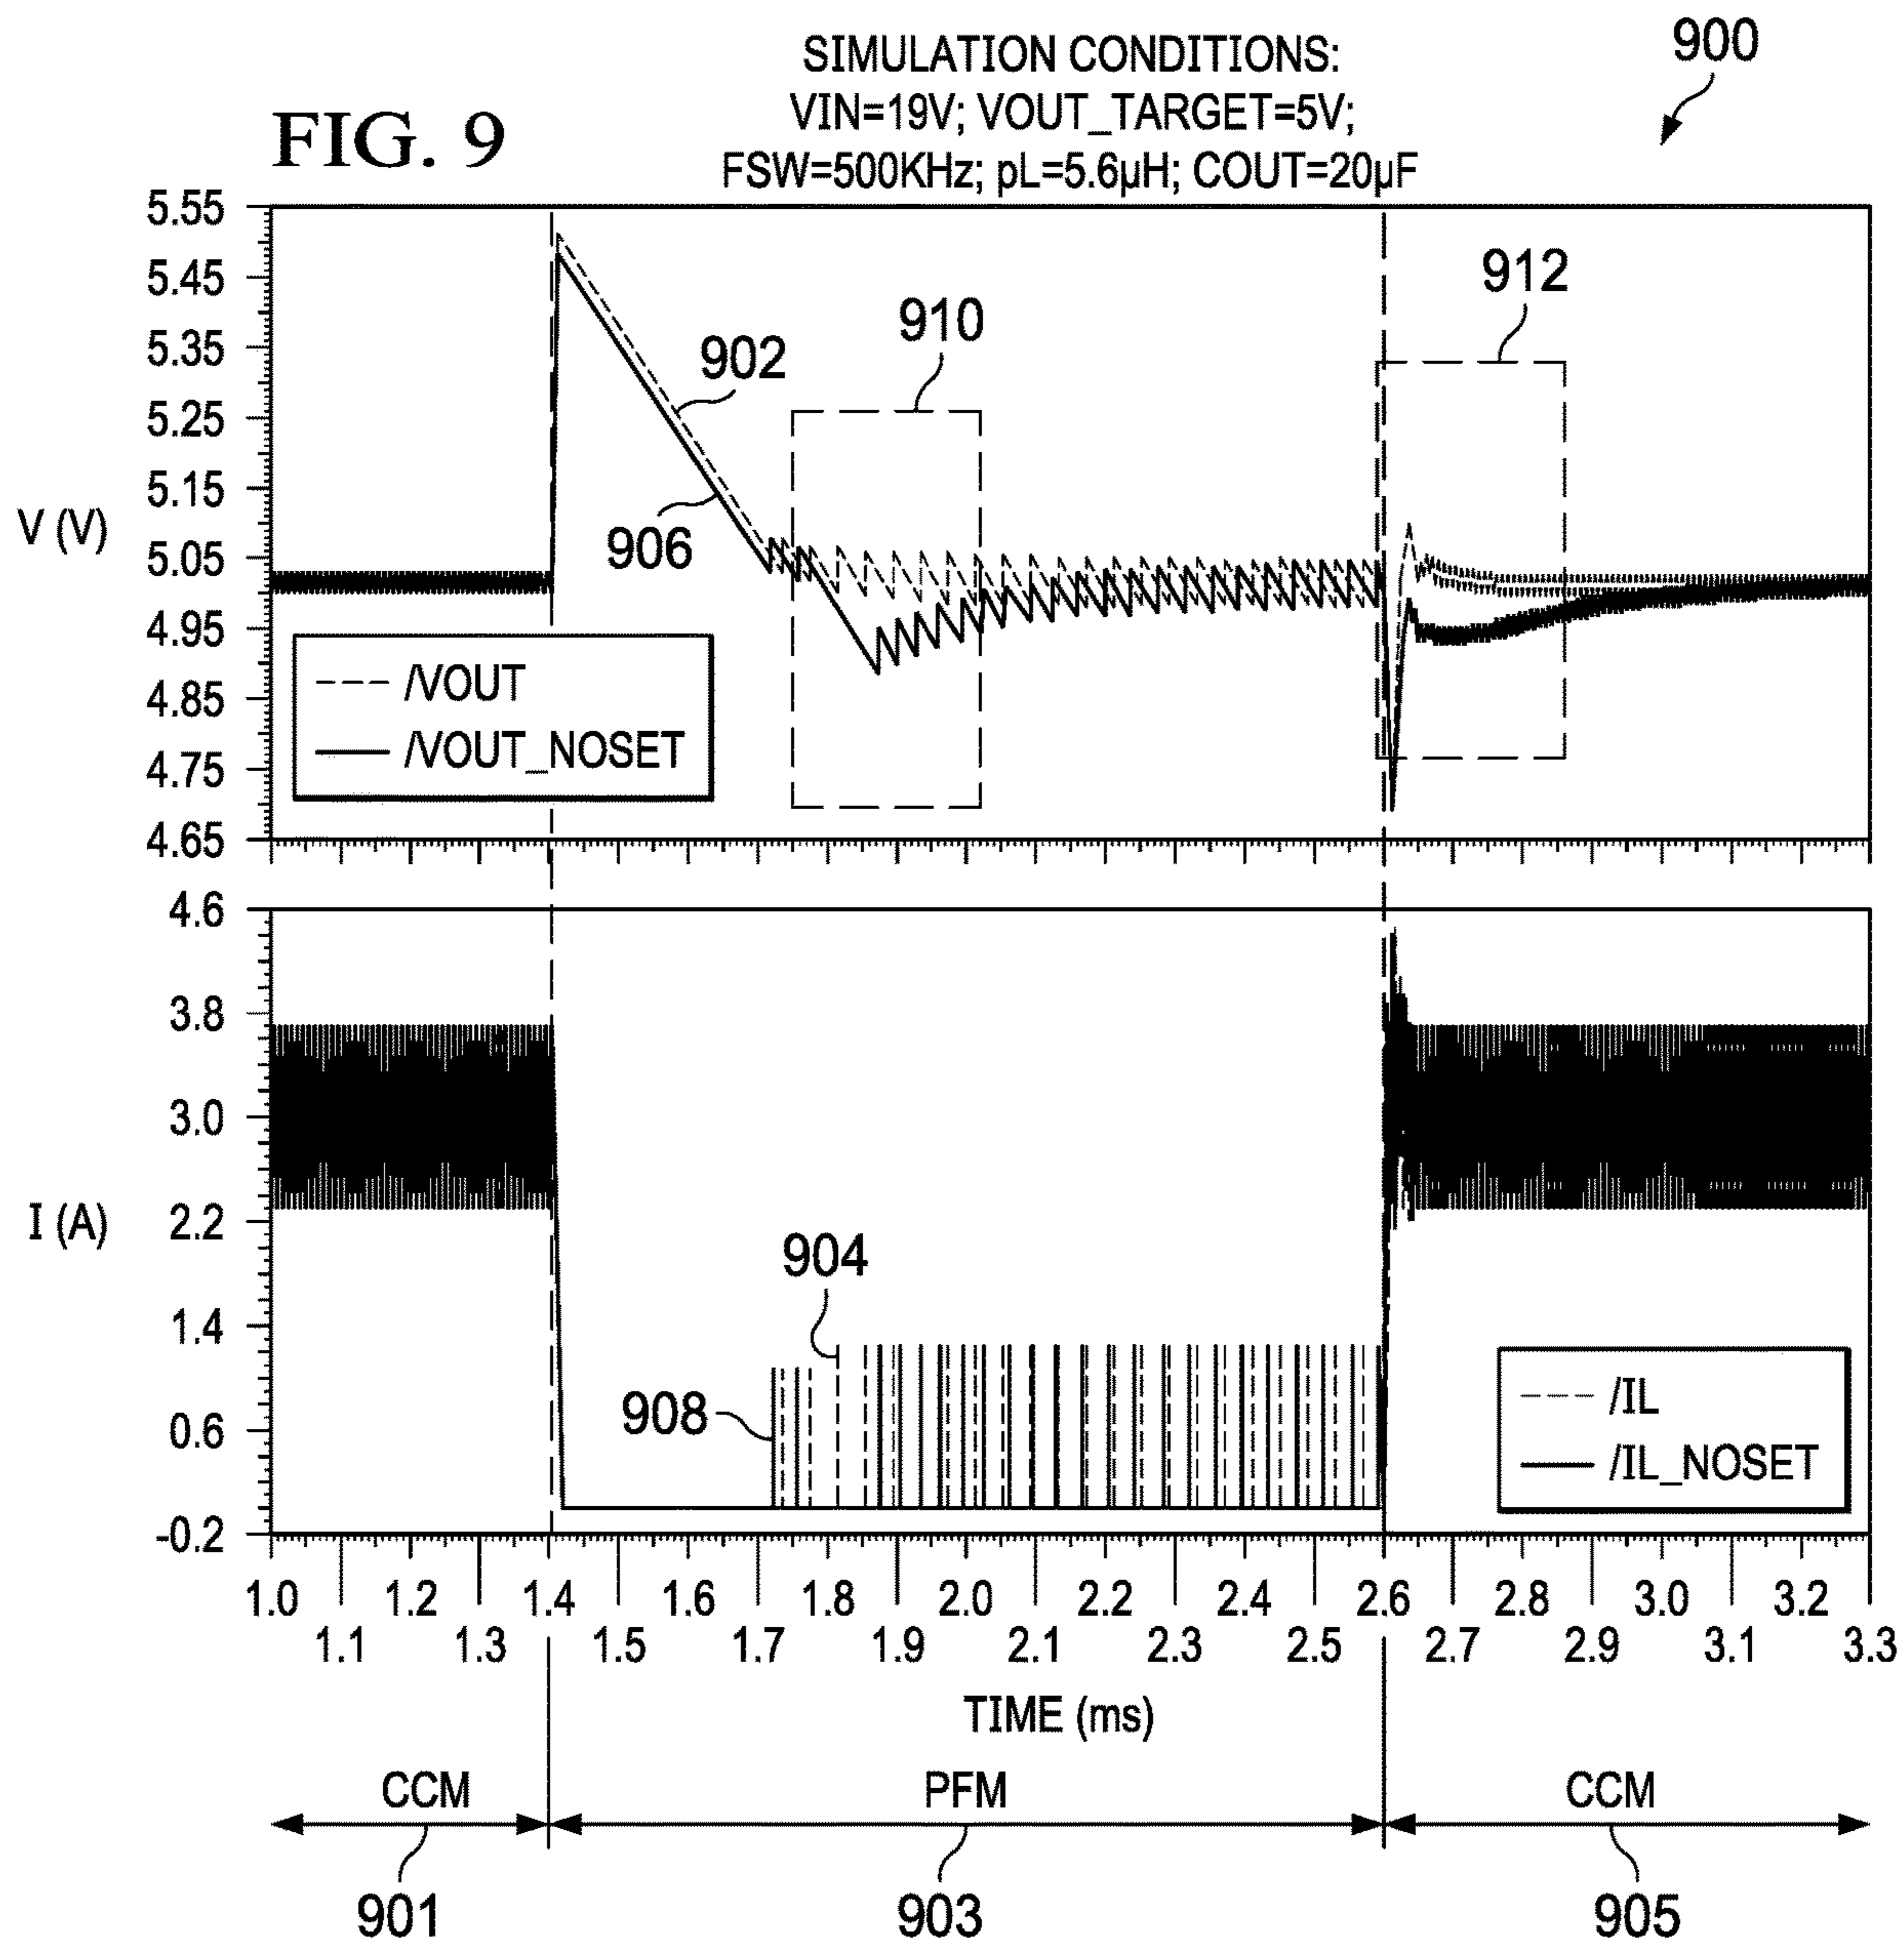 900
SIMULATION CONDITIONS:
VIN=19V; VOUT_TARGET=5V;
FSW=500KHz; pL=5.6µH; COUT=20µF
FIG. 9
5.55
5.45
5.35
5.25
5.15
5.05
4.95
4.85
4.75
4.65
V (V)
902
906
910
912
/VOUT
/VOUT_NOSET
4.6
3.8
3.0
2.2
1.4
0.6
-0.2
I (A)
904
908
/IL
/IL_NOSET
1.0 1.2 1.4 1.6 1.8 2.0 2.2 2.4 2.6 2.8 3.0 3.2
1.1 1.3 1.5 1.7 1.9 2.1 2.3 2.5 2.7 2.9 3.1 3.3
TIME (ms)
CCM PFM CCM
901 903 905